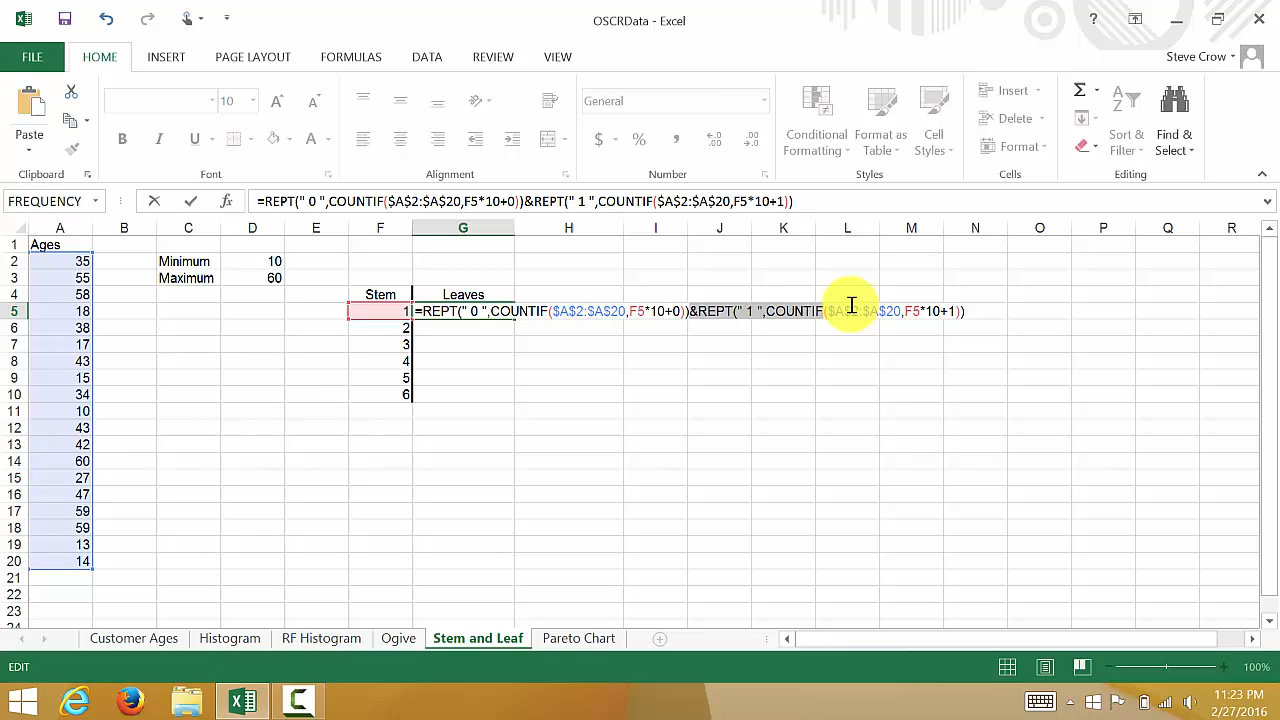 OSCRData - Excel
?
FILE HOME INSERT PAGE LAYOUT FORMULAS DATA REVIEW VIEW Steve Crow
Paste
10 A A
B I U A
General
$ % , .0 .00
Conditional Formatting
Format as Table
Cell Styles
Insert
Delete
Format
Sort & Filter
Find & Select
Clipboard Font Alignment Number Styles Cells Editing
FREQUENCY fx =REPT(" 0 ",COUNTIF($A$2:$A$20,F5*10+0))&REPT(" 1 ",COUNTIF($A$2:$A$20,F5*10+1))
A B C D E F G H I J K L M N O P Q R
1 Ages
2 35 Minimum 10
3 55 Maximum 60
4 58 Stem Leaves
5 18 1 =REPT(" 0 ",COUNTIF($A$2:$A$20,F5*10+0))&REPT(" 1 ",COUNTIF($A$2:$A$20,F5*10+1))
6 38 2
7 17 3
8 43 4
9 15 5
10 34 6
11 10
12 43
13 42
14 60
15 27
16 47
17 59
18 59
19 13
20 14
21
22
23
24
Customer Ages Histogram RF Histogram Ogive Stem and Leaf Pareto Chart
EDIT 100%
11:23 PM
2/27/2016